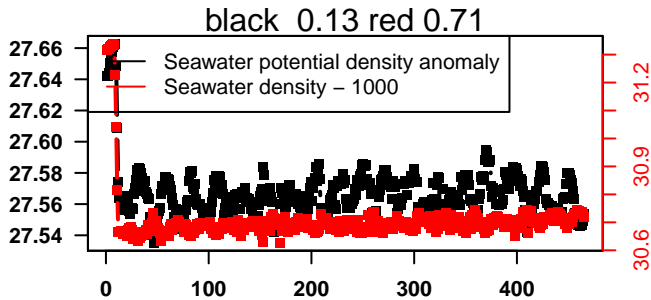 black 0.13 red 0.71
27.66
27.64
27.62
27.60
27.58
27.56
27.54
Seawater potential density anomaly
Seawater density − 1000
31.2
30.9
30.6
0 100 200 300 400